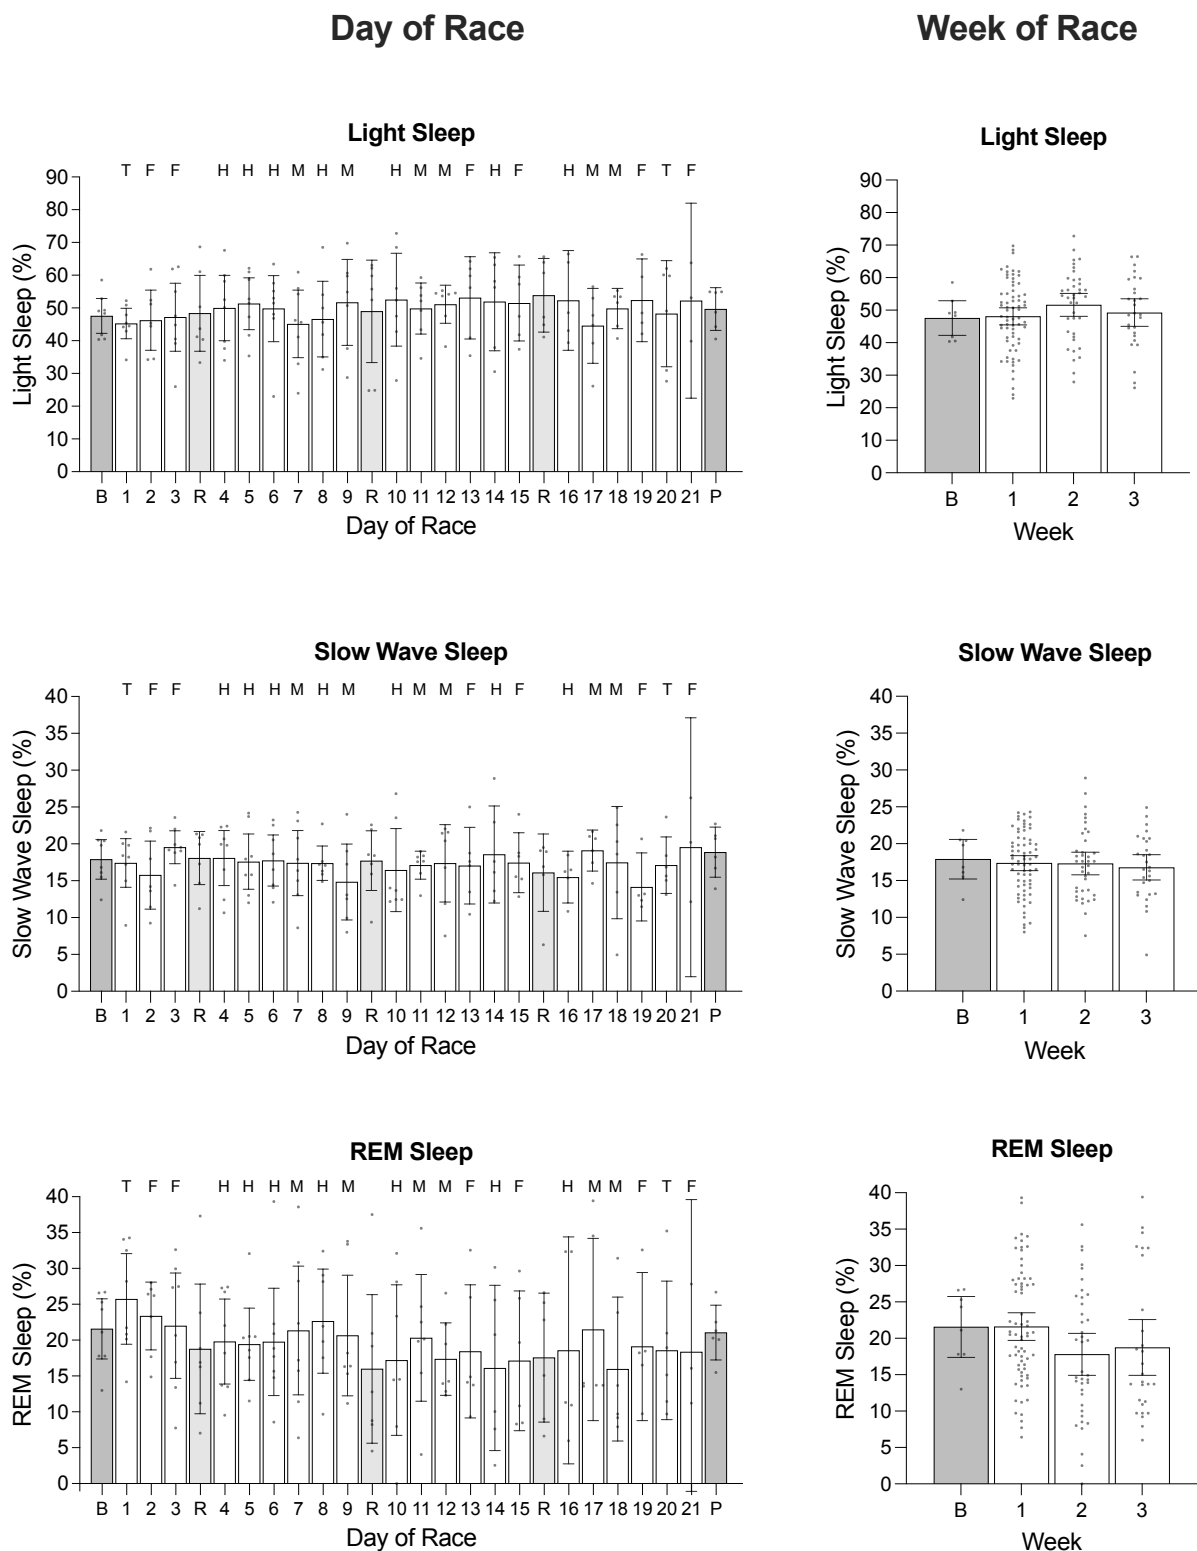 Day of Race
Week of Race
Light Sleep
T F F H H H M H M H M M F H F H M M F T F
Light Sleep (%)
90
80
70
60
50
40
30
20
10
0
B 1 2 3 R 4 5 6 7 8 9 R 10 11 12 13 14 15 R 16 17 18 19 20 21 P
Day of Race
Light Sleep
Light Sleep (%)
90
80
70
60
50
40
30
20
10
0
B 1 2 3
Week
Slow Wave Sleep
T F F H H H M H M H M M F H F H M M F T F
Slow Wave Sleep (%)
40
35
30
25
20
15
10
5
0
B 1 2 3 R 4 5 6 7 8 9 R 10 11 12 13 14 15 R 16 17 18 19 20 21 P
Day of Race
Slow Wave Sleep
Slow Wave Sleep (%)
40
35
30
25
20
15
10
5
0
B 1 2 3
Week
REM Sleep
T F F H H H M H M H M M F H F H M M F T F
REM Sleep (%)
40
35
30
25
20
15
10
5
0
B 1 2 3 R 4 5 6 7 8 9 R 10 11 12 13 14 15 R 16 17 18 19 20 21 P
Day of Race
REM Sleep
REM Sleep (%)
40
35
30
25
20
15
10
5
0
B 1 2 3
Week